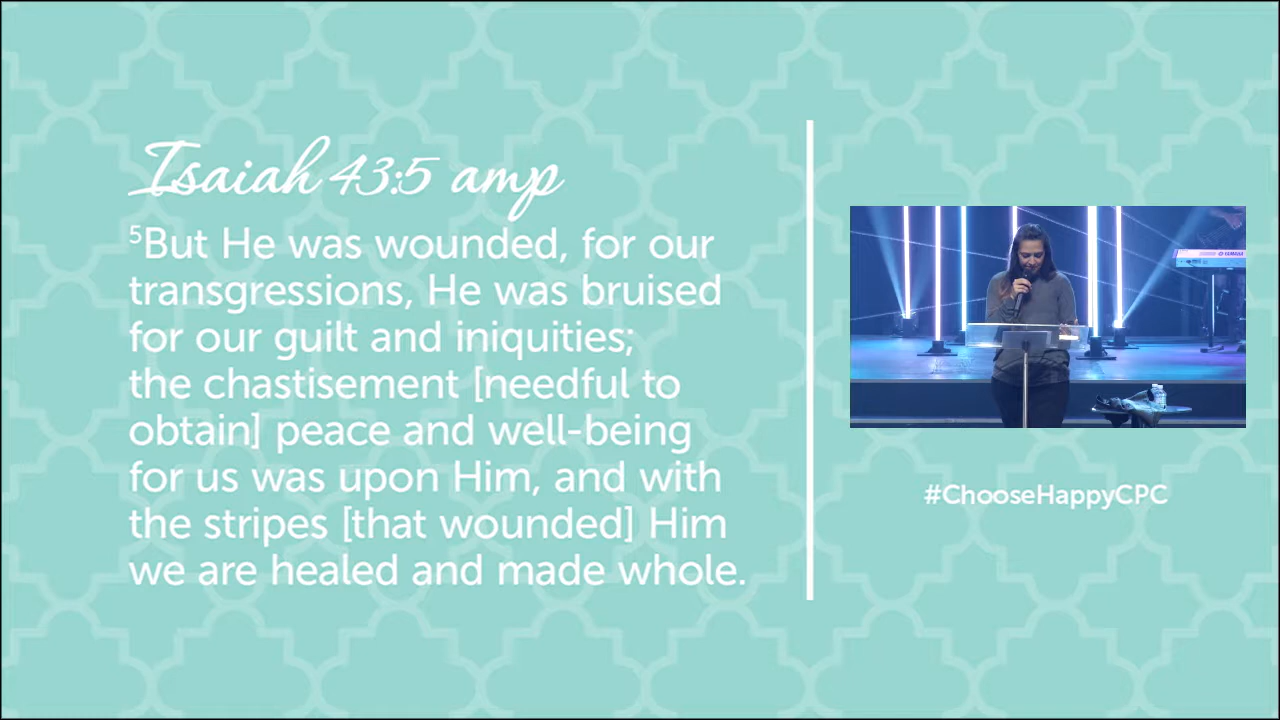 Isaiah 43:5 amp
⁵But He was wounded, for our
transgressions, He was bruised
for our guilt and iniquities;
the chastisement [needful to
obtain] peace and well-being
for us was upon Him, and with
the stripes [that wounded] Him
we are healed and made whole.
YAMAHA
#ChooseHappyCPC